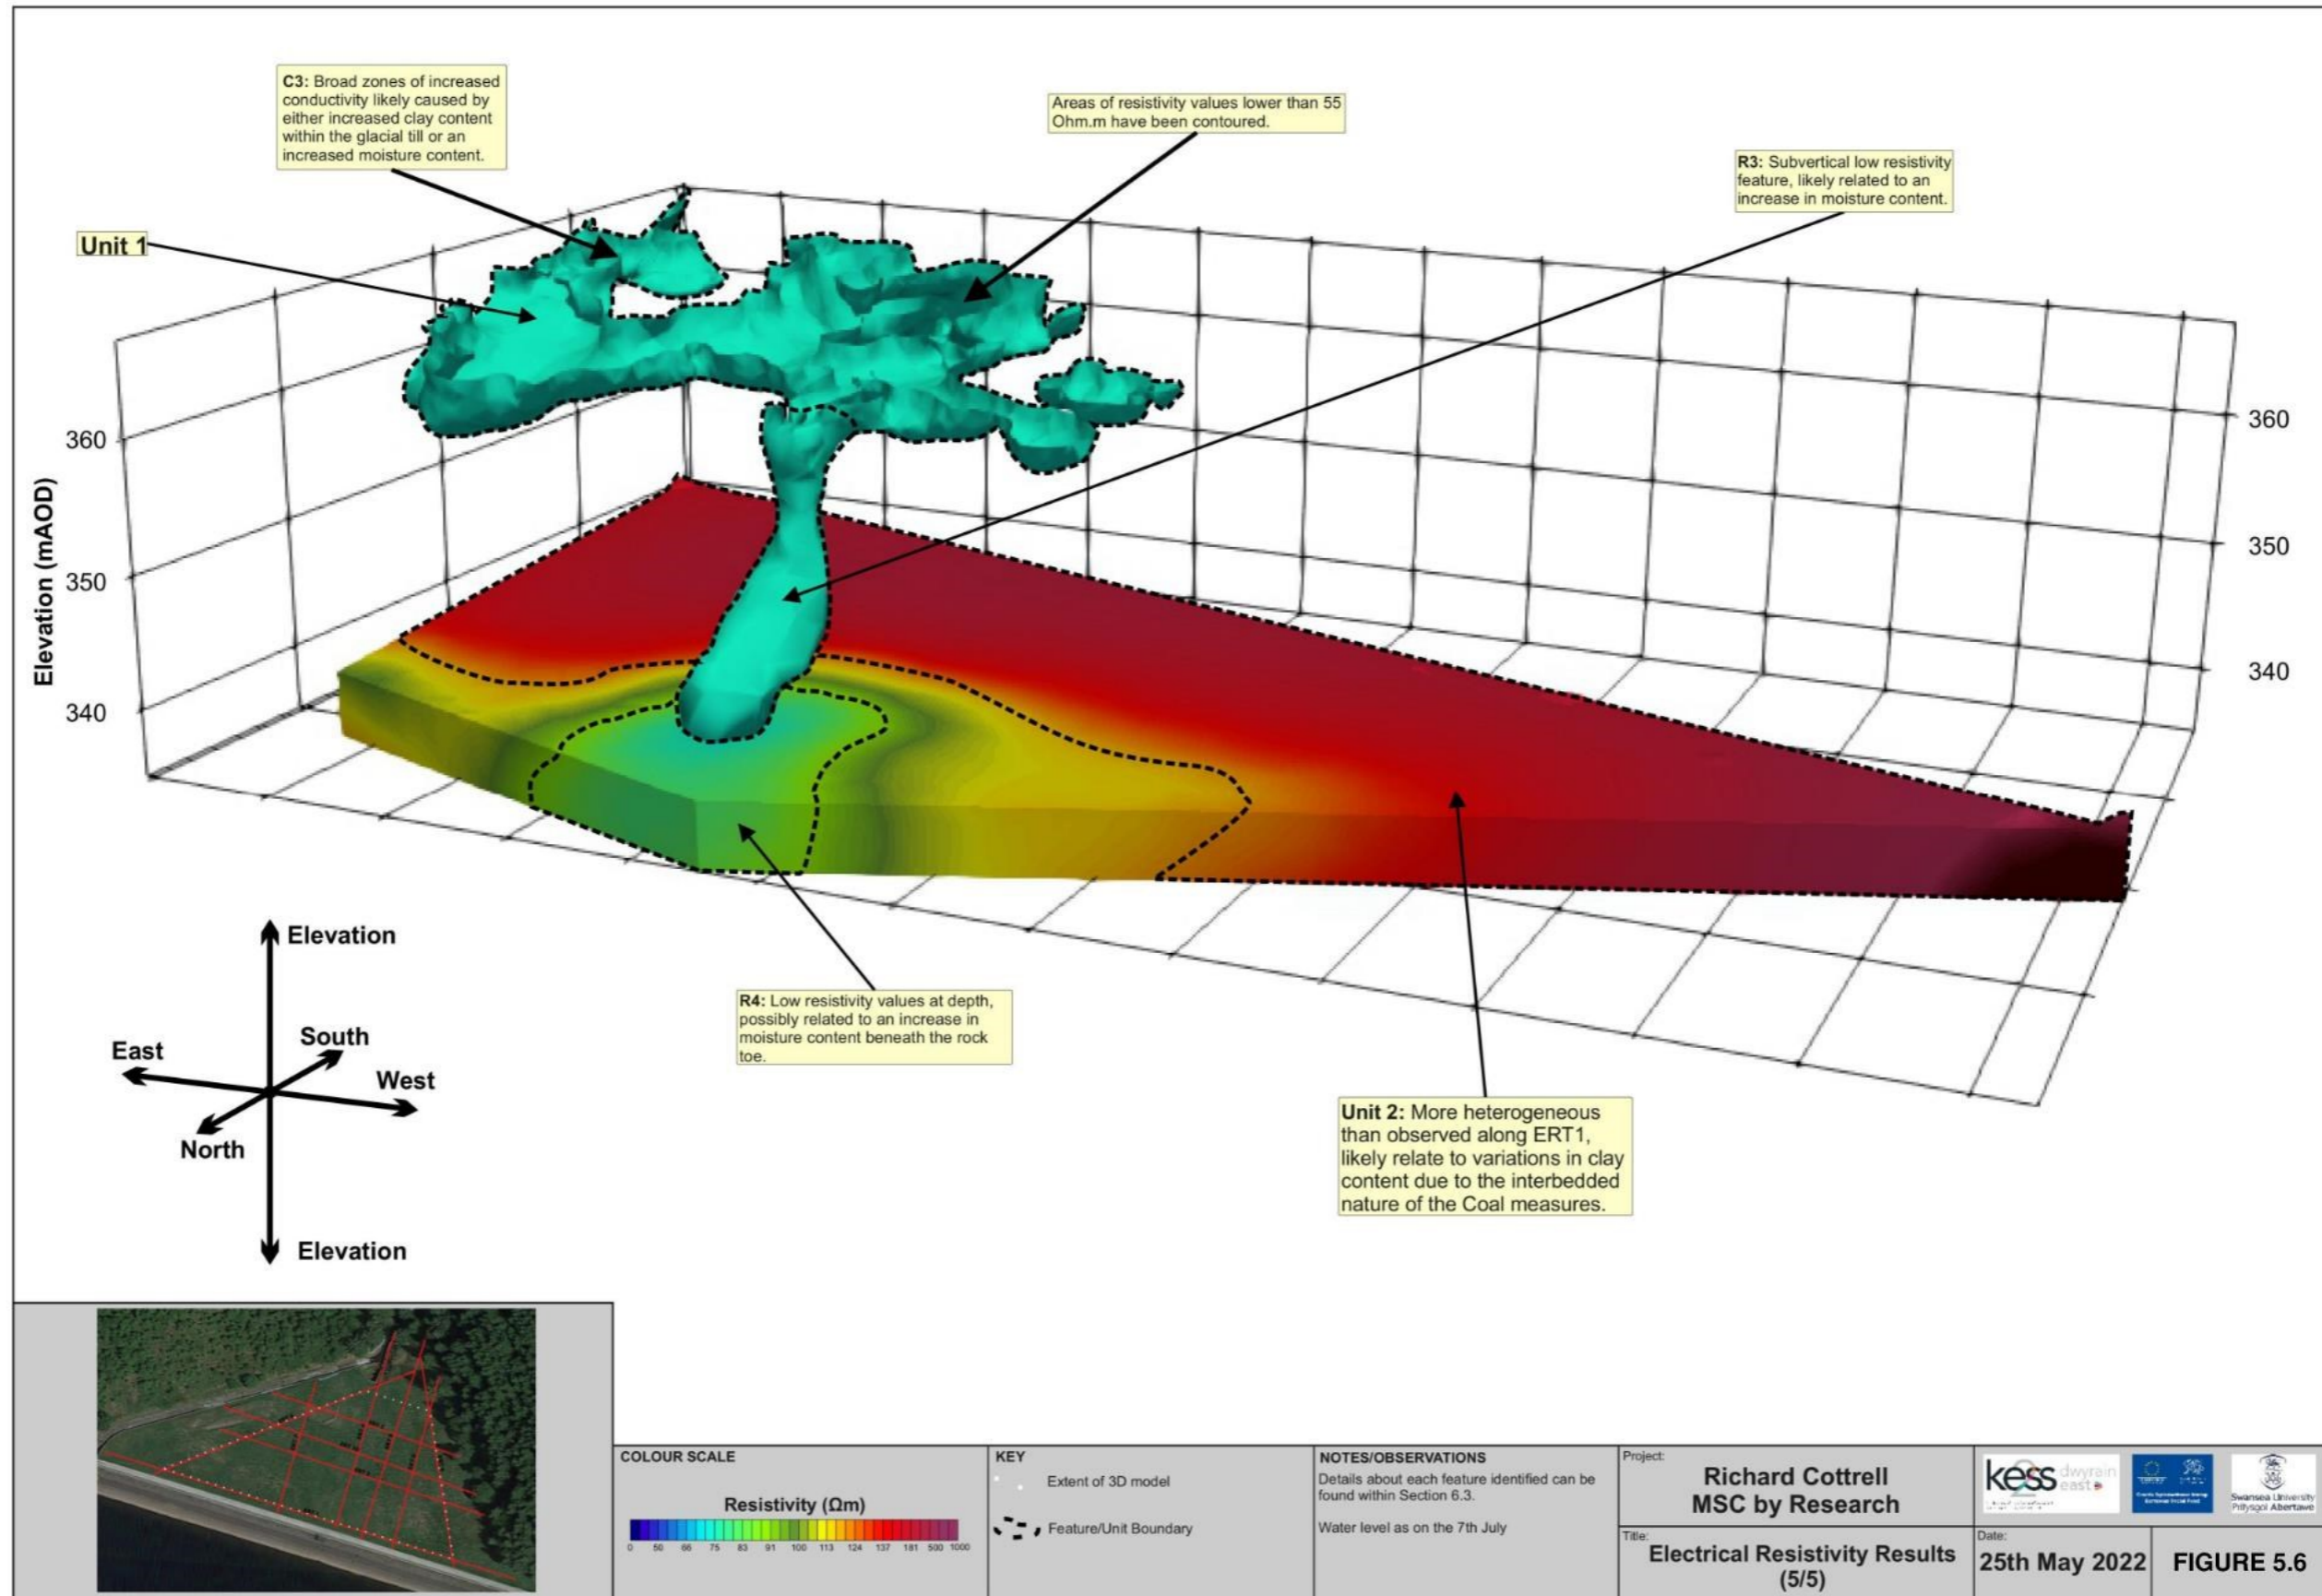 C3: Broad zones of increased
conductivity likely caused by
either increased clay content
within the glacial till or an
increased moisture content.
Areas of resistivity values lower than 55
Ohm.m have been contoured.
R3: Subvertical low resistivity
feature, likely related to an
increase in moisture content.
Unit 1
Elevation (mAOD)
360
350
340
360
350
340
R4: Low resistivity values at depth,
possibly related to an increase in
moisture content beneath the rock
toe.
Unit 2: More heterogeneous
than observed along ERT1,
likely relate to variations in clay
content due to the interbedded
nature of the Coal measures.
Elevation
South
East
West
North
Elevation
COLOUR SCALE
Resistivity (Ωm)
0 50 66 75 83 91 100 113 124 137 181 500 1000
KEY
Extent of 3D model
Feature/Unit Boundary
NOTES/OBSERVATIONS
Details about each feature identified can be
found within Section 6.3.
Water level as on the 7th July
Project:
Richard Cottrell
MSC by Research
Title:
Electrical Resistivity Results
(5/5)
kess 2 dwyrain
east
Swansea University
Prifysgol Abertawe
Date:
25th May 2022
FIGURE 5.6